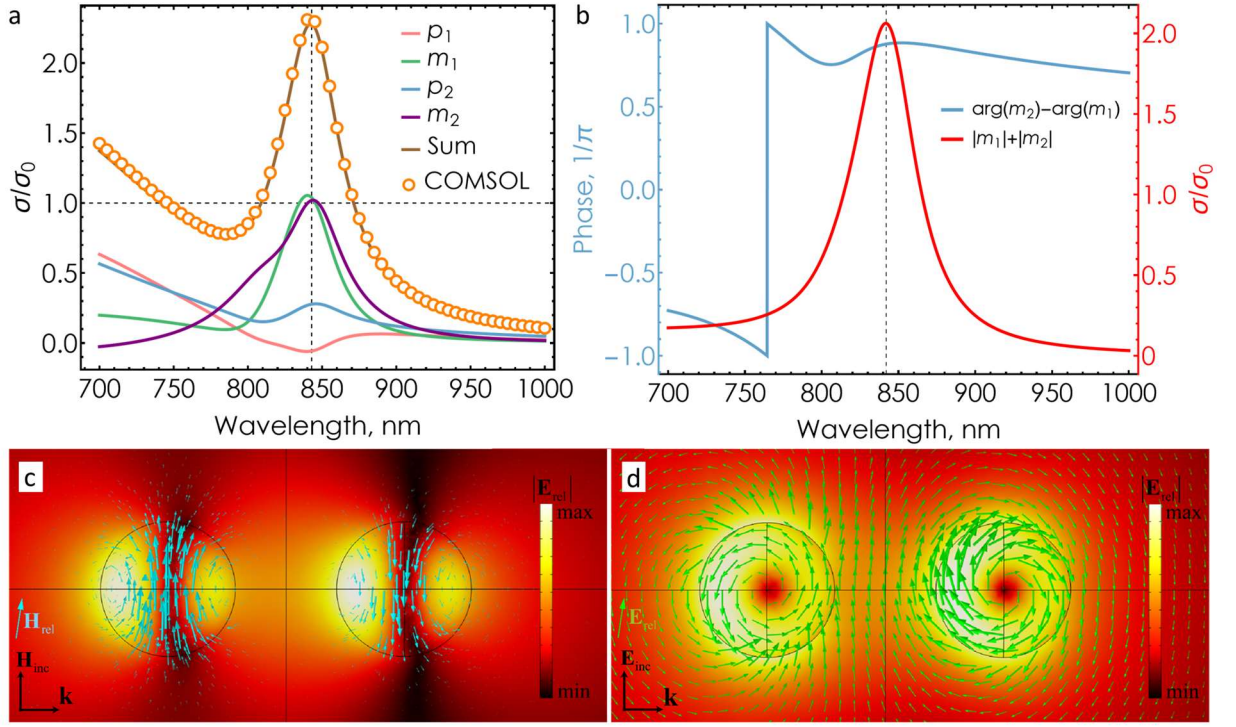 a
b
2.0
1.5
1.0
0.5
0.0
σ/σ0
p1
m1
p2
m2
Sum
COMSOL
700 750 800 850 900 950 1000
Wavelength, nm
1.0
0.5
0.0
−0.5
−1.0
Phase, 1/π
arg(m2)−arg(m1)
|m1|+|m2|
2.0
1.5
1.0
0.5
0
σ/σ0
700 750 800 850 900 950 1000
Wavelength, nm
c
|Erel|
max
min
Hrel
Hinc
k
d
|Erel|
max
min
Erel
Einc
k